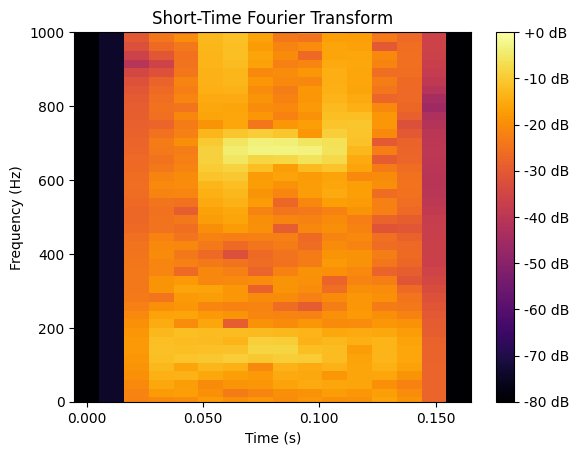 Short-Time Fourier Transform
Frequency (Hz)
1000
800
600
400
200
0
0.000
0.050
0.100
0.150
Time (s)
+0 dB
-10 dB
-20 dB
-30 dB
-40 dB
-50 dB
-60 dB
-70 dB
-80 dB